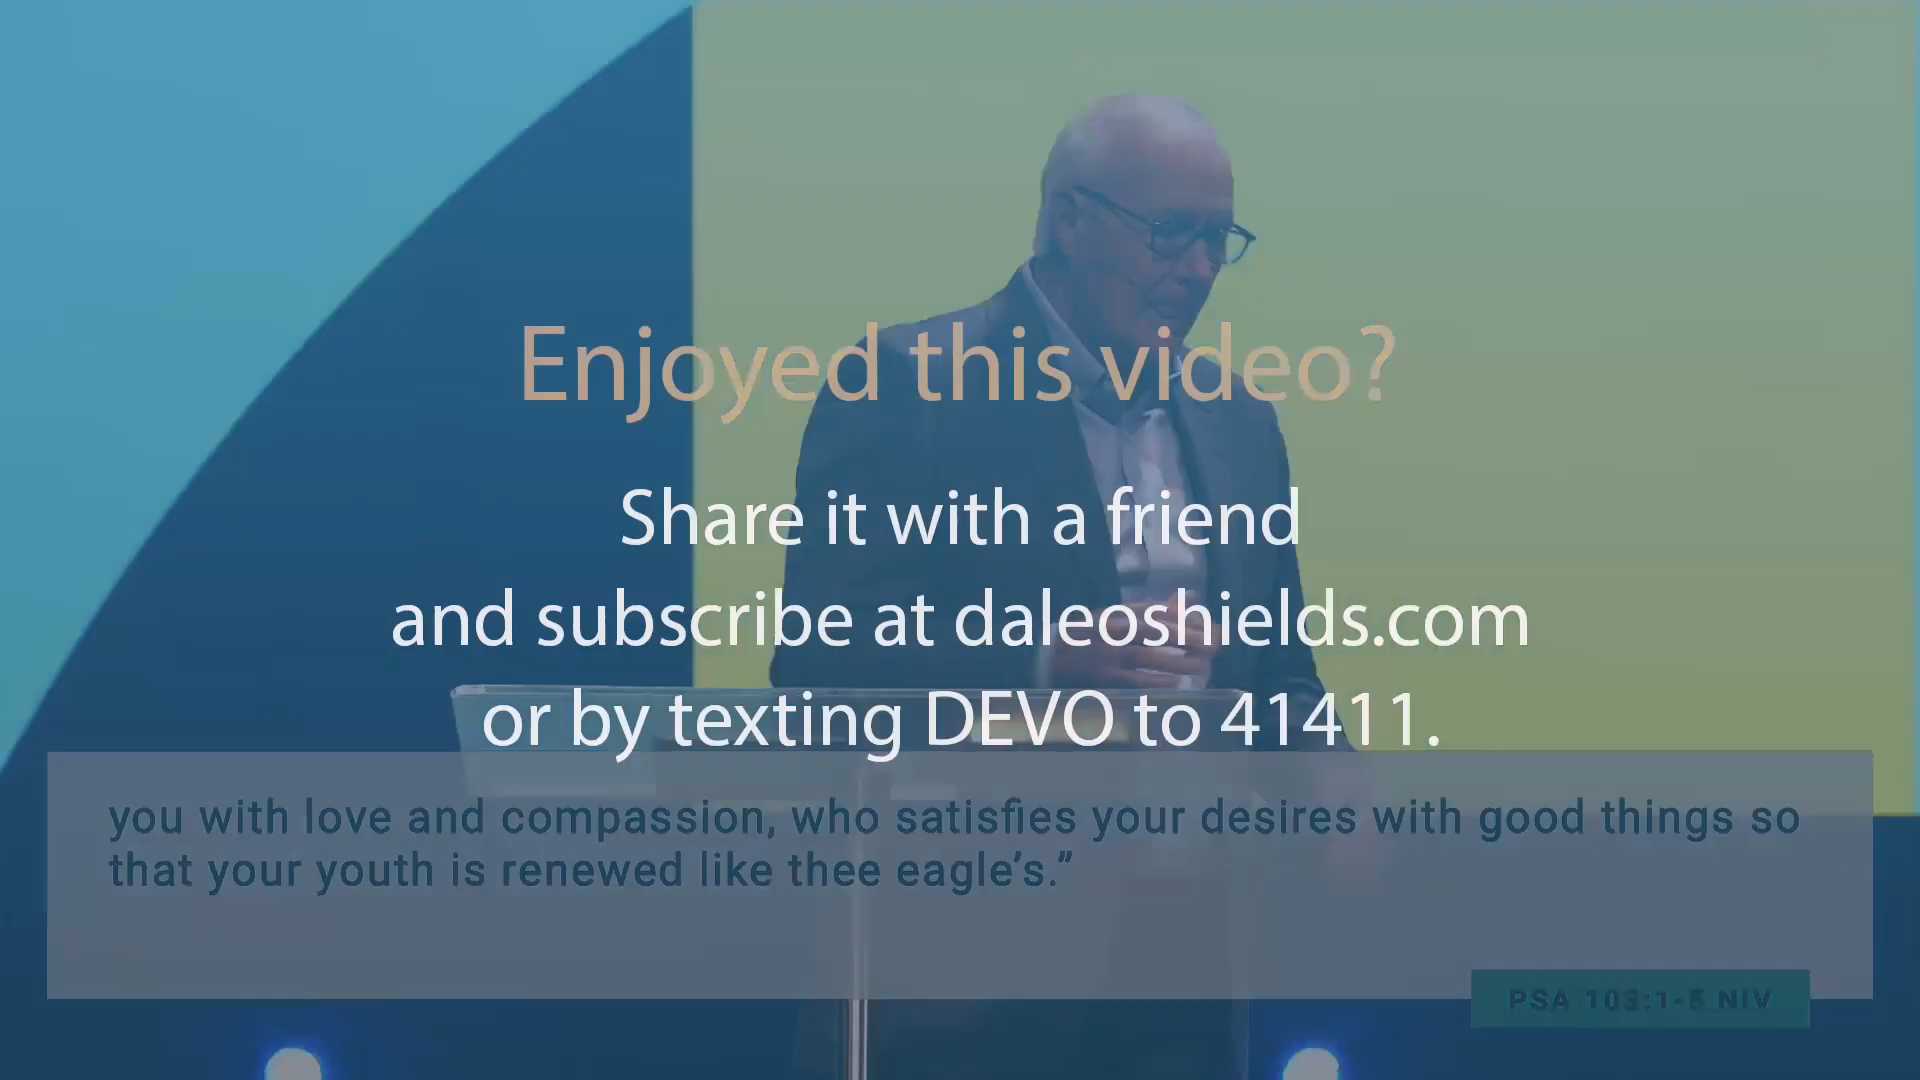 Enjoyed this video?
Share it with a friend
and subscribe at daleoshields.com
or by texting DEVO to 41411.
you with love and compassion, who satisfies your desires with good things so
that your youth is renewed like thee eagle’s.”
PSA 103:1-5 NIV